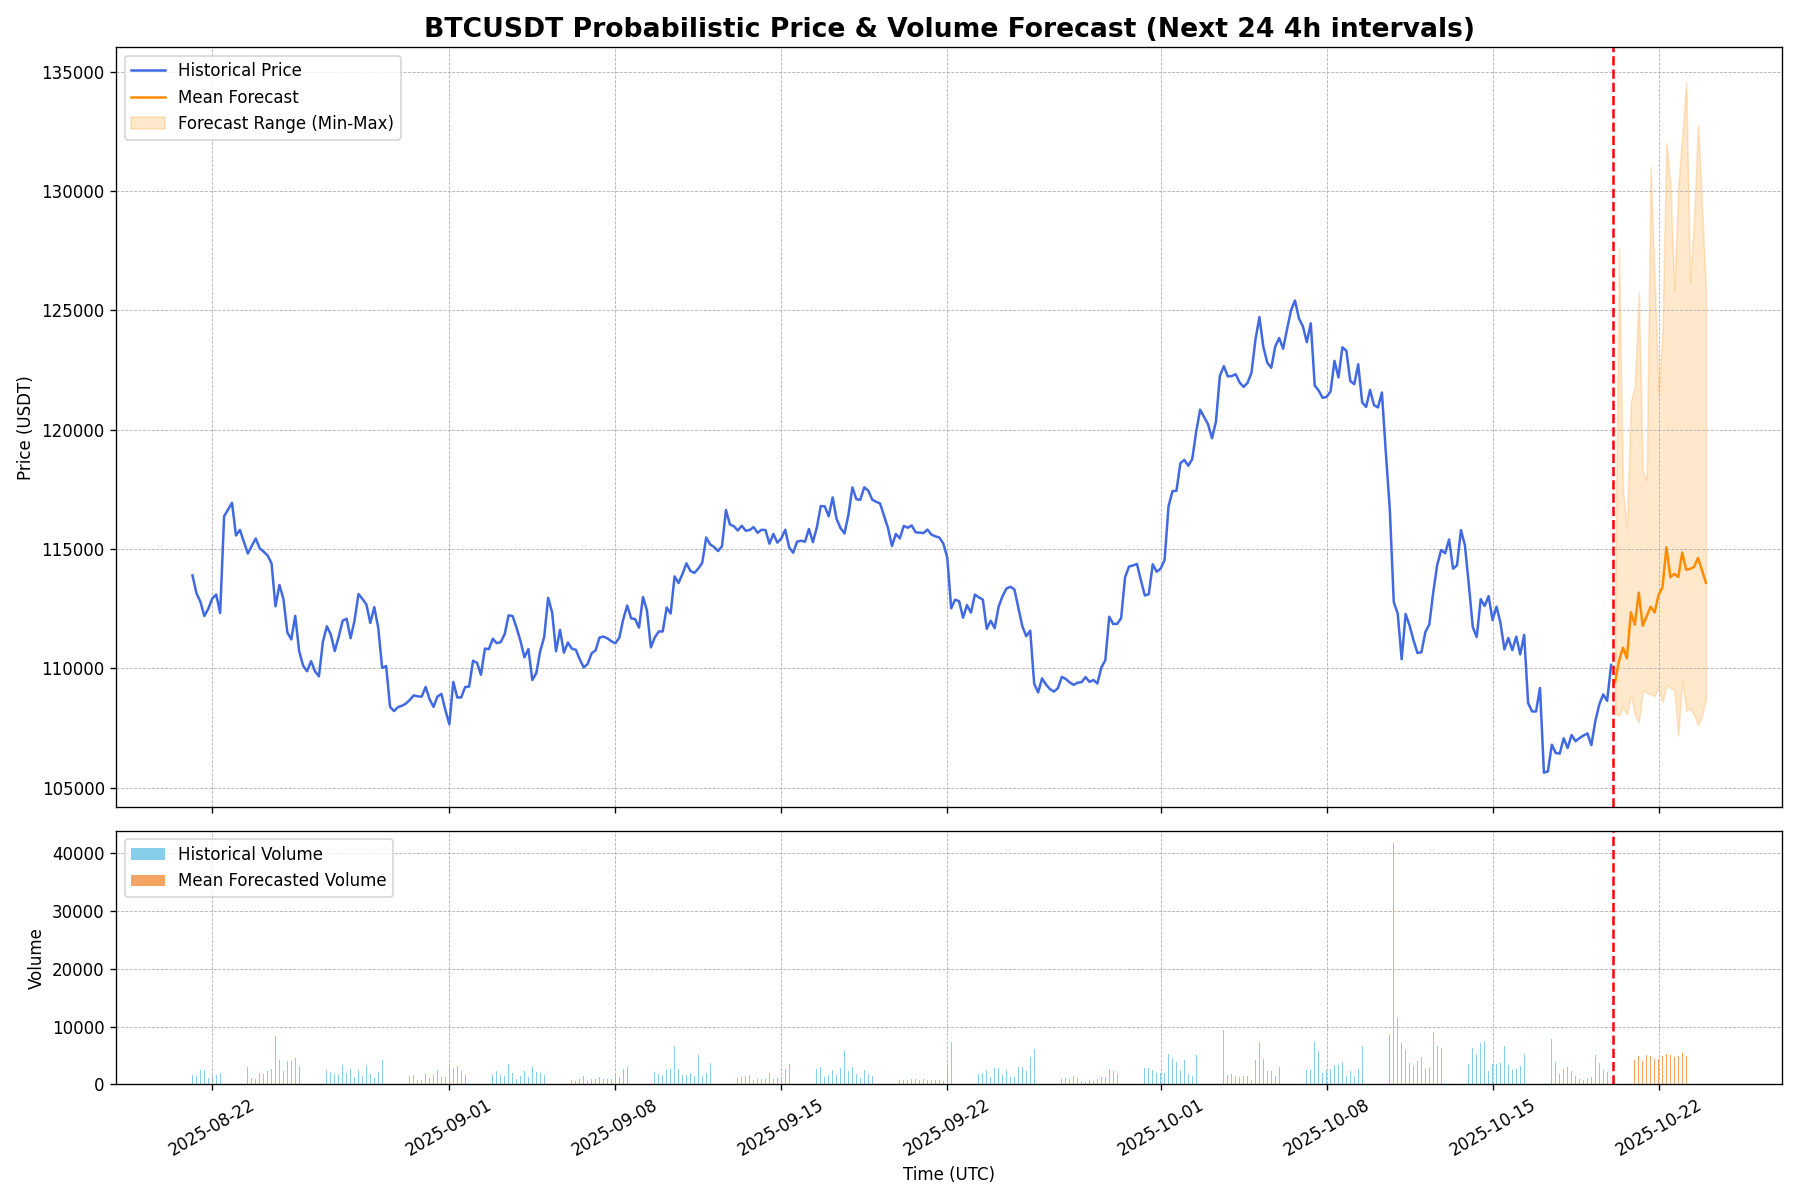 BTCUSDT Probabilistic Price & Volume Forecast (Next 24 4h intervals)
Historical Price
Mean Forecast
Forecast Range (Min-Max)
Price (USDT)
135000
130000
125000
120000
115000
110000
105000
Historical Volume
Mean Forecasted Volume
Volume
40000
30000
20000
10000
0
2025-08-22
2025-09-01
2025-09-08
2025-09-15
2025-09-22
2025-10-01
2025-10-08
2025-10-15
2025-10-22
Time (UTC)